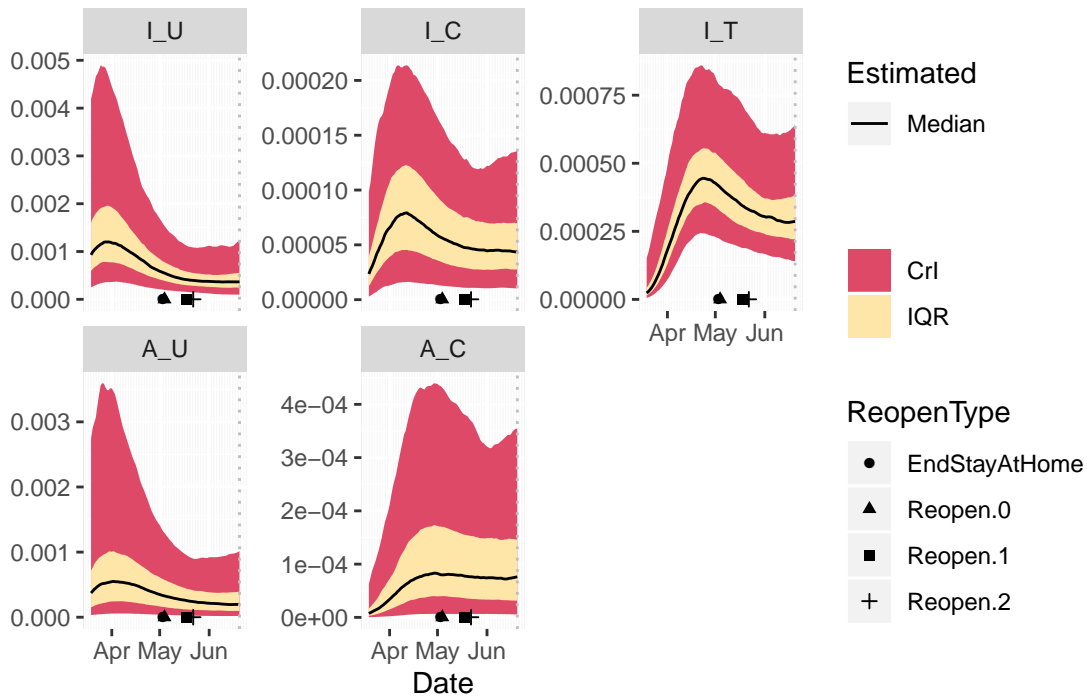 I_U
I_C
I_T
0.005
0.004
0.003
0.002
0.001
0.000
0.00020
0.00015
0.00010
0.00005
0.00000
0.00075
0.00050
0.00025
0.00000
Apr May Jun
A_U
A_C
0.003
0.002
0.001
0.000
4e−04
3e−04
2e−04
1e−04
0e+00
Apr May Jun
Apr May Jun
Date
Estimated
Median
CrI
IQR
ReopenType
EndStayAtHome
Reopen.0
Reopen.1
Reopen.2